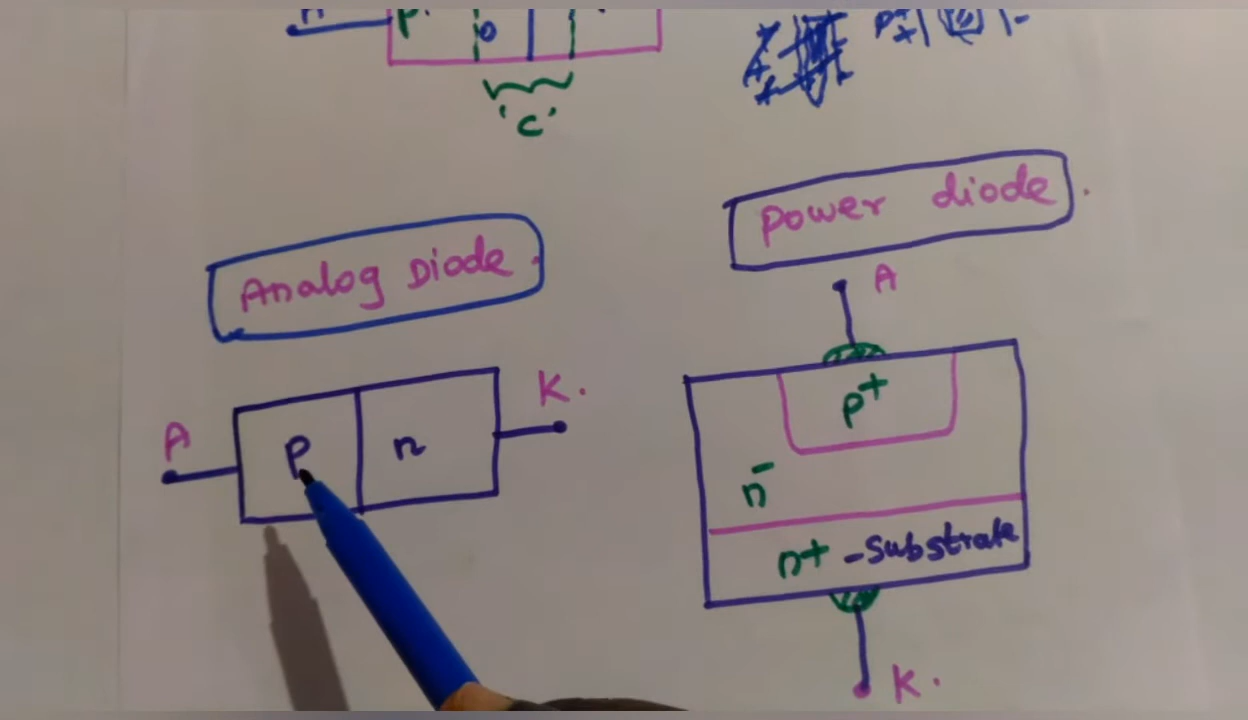 P
'C'
Power diode.
Analog Diode.
A
K.
A
P n
P+
n-
n+ -Substrate
K.